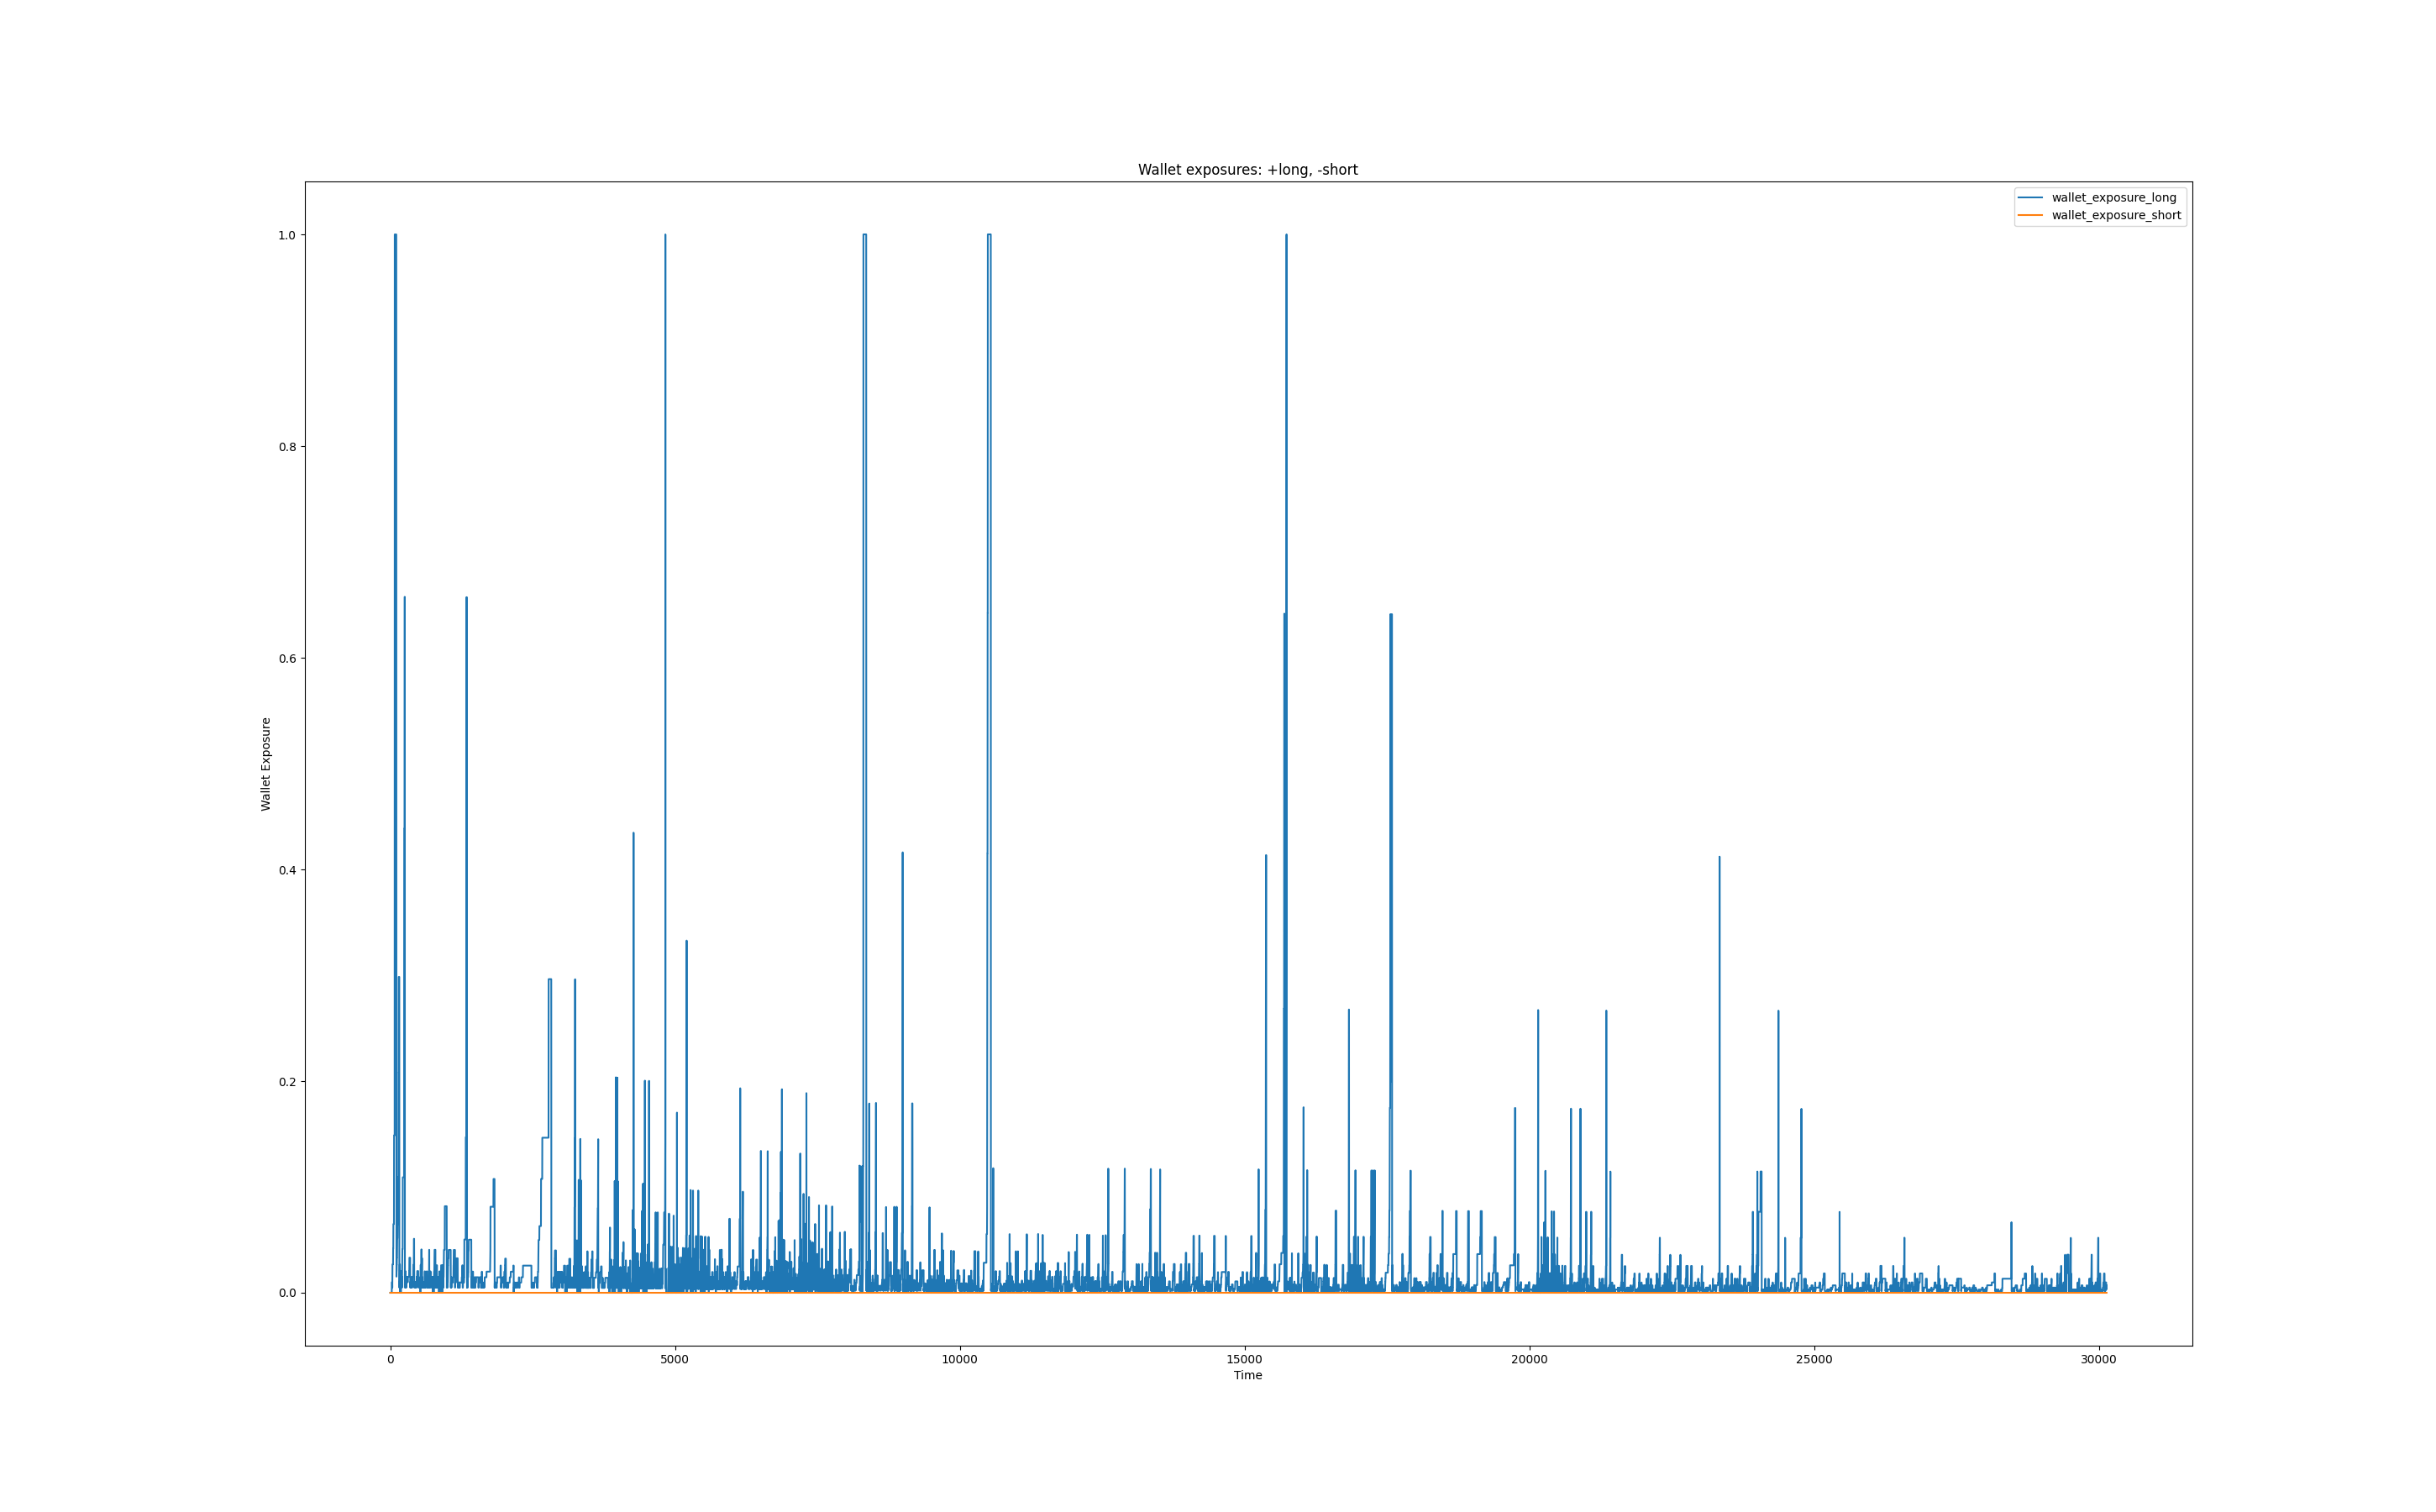 Wallet exposures: +long, -short
wallet_exposure_long
wallet_exposure_short
1.0
0.8
0.6
0.4
0.2
0.0
Wallet Exposure
0 5000 10000 15000 20000 25000 30000
Time